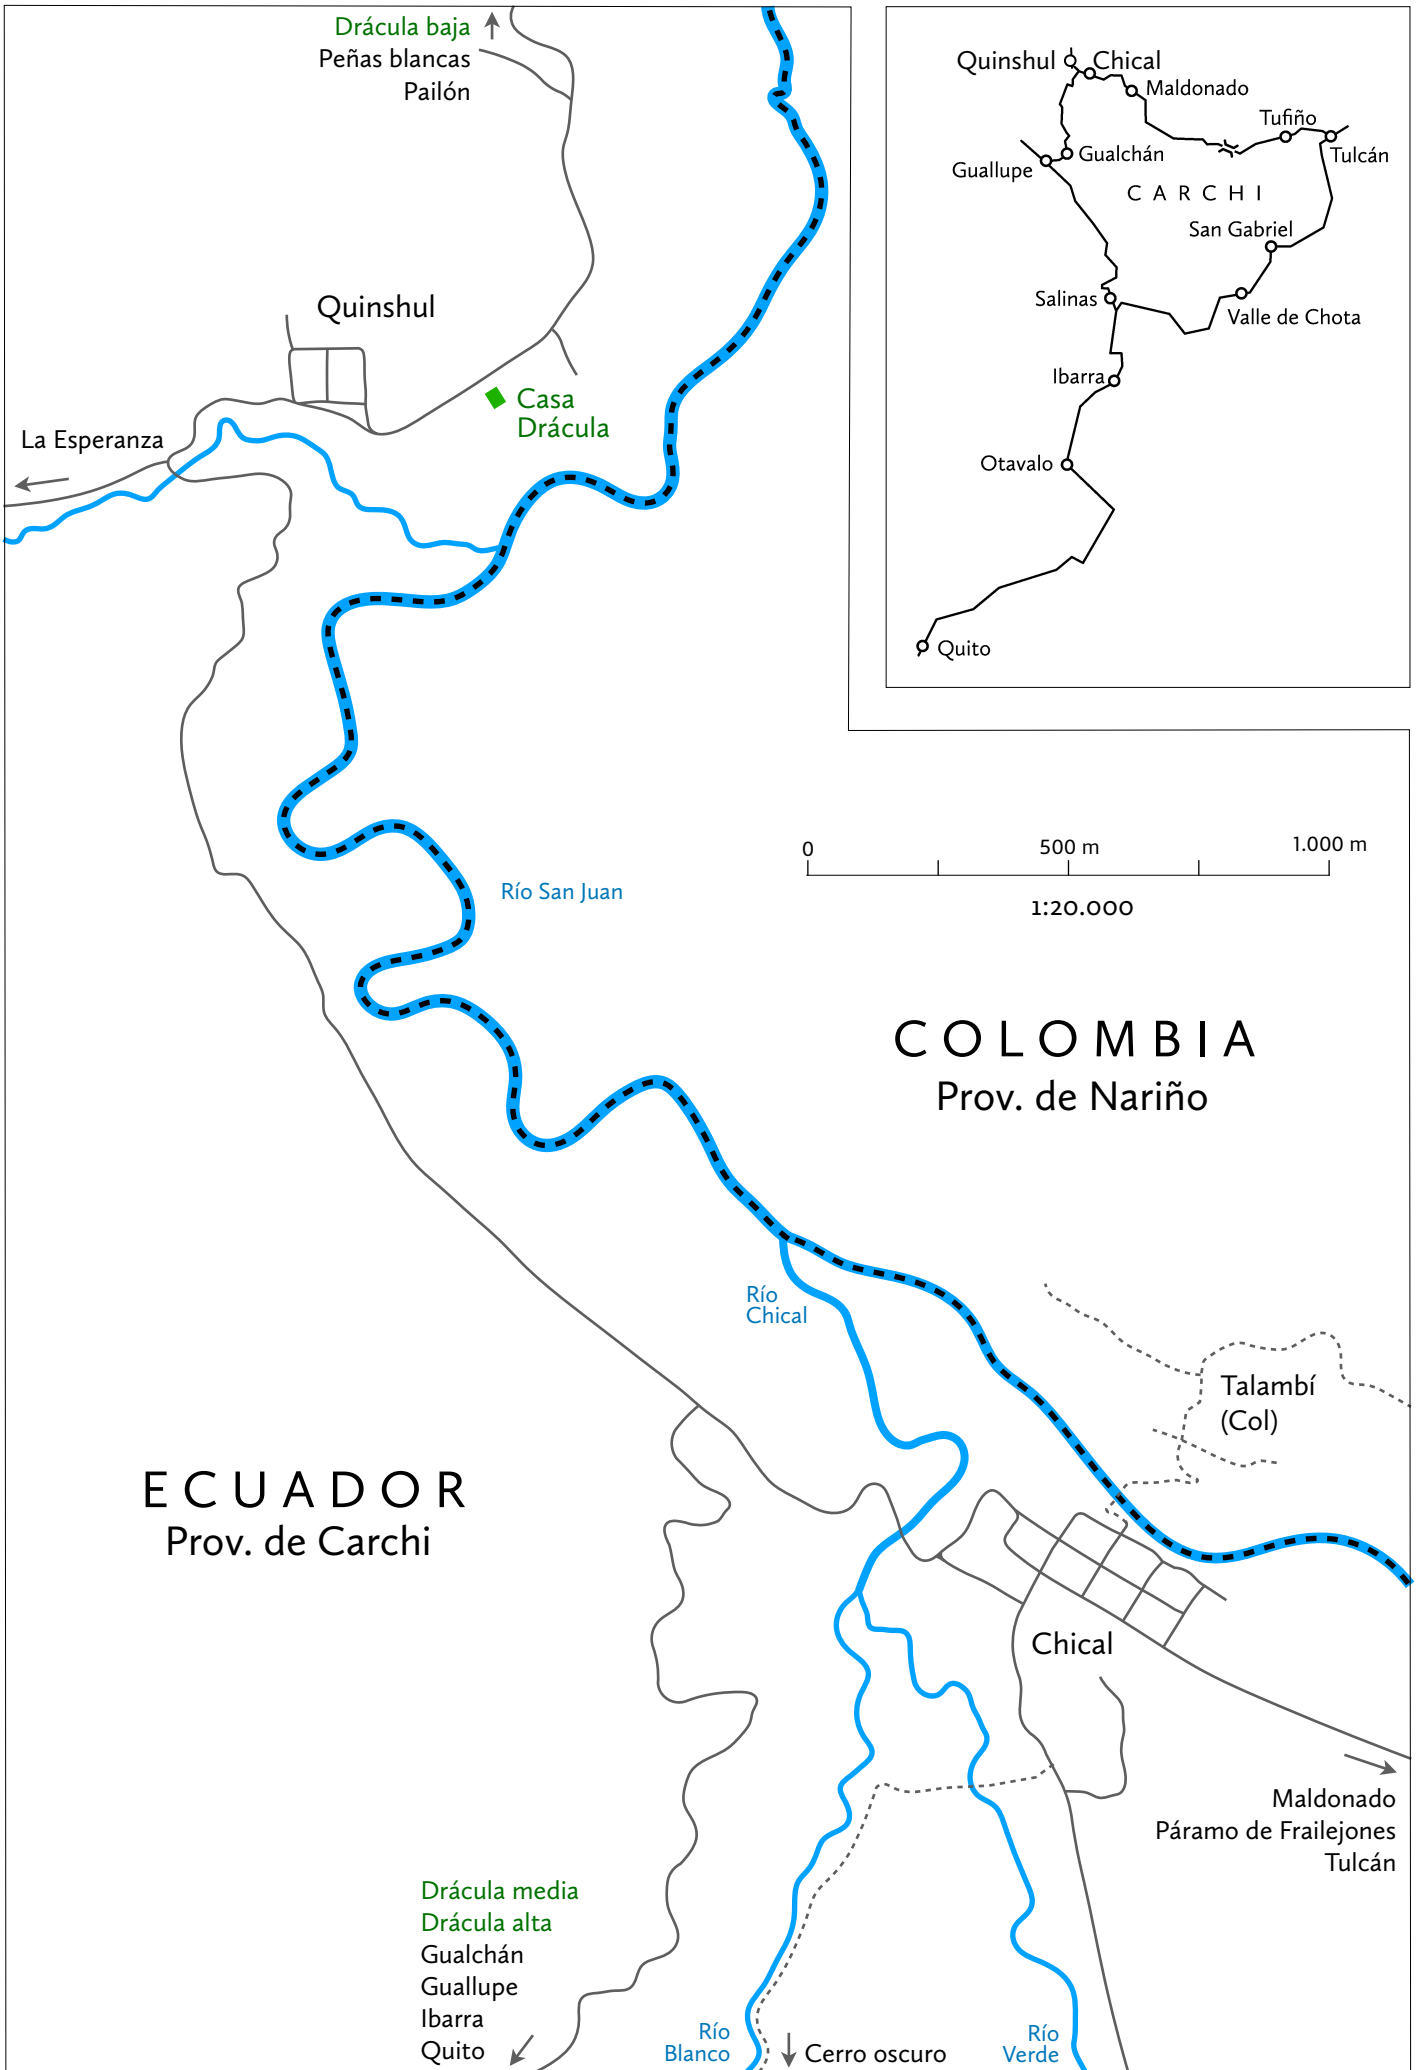 Drácula baja
Peñas blancas
Pailón
Quinshul
Chical
Maldonado
Tufiño
Tulcán
Gualchán
Guallupe
CARCHI
San Gabriel
Salinas
Valle de Chota
Ibarra
Otavalo
Quito
Quinshul
Casa
Drácula
La Esperanza
0
500 m
1.000 m
1:20.000
Río San Juan
COLOMBIA
Prov. de Nariño
Río
Chical
Talambí
(Col)
ECUADOR
Prov. de Carchi
Chical
Maldonado
Páramo de Frailejones
Tulcán
Drácula media
Drácula alta
Gualchán
Guallupe
Ibarra
Quito
Río
Blanco
Cerro oscuro
Río
Verde